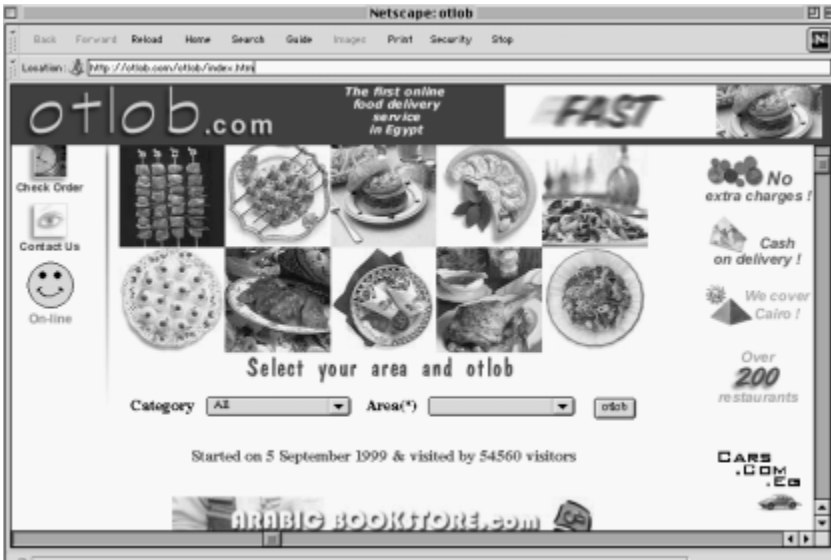 Netscape: otlob
Back Forward Reload Home Search Guide Images Print Security Stop
N
Location: http://otlob.com/otlob/index.htm
otlob.com
The first online
food delivery
service
in Egypt
FAST
Check Order
Contact Us
On-line
No
extra charges !
Cash
on delivery !
We cover
Cairo !
Over
200
restaurants
Select your area and otlob
Category All Area(*) otlob
Started on 5 September 1999 & visited by 54560 visitors
CARS
.COM
.EG
ARABIC BOOKSTORE.com